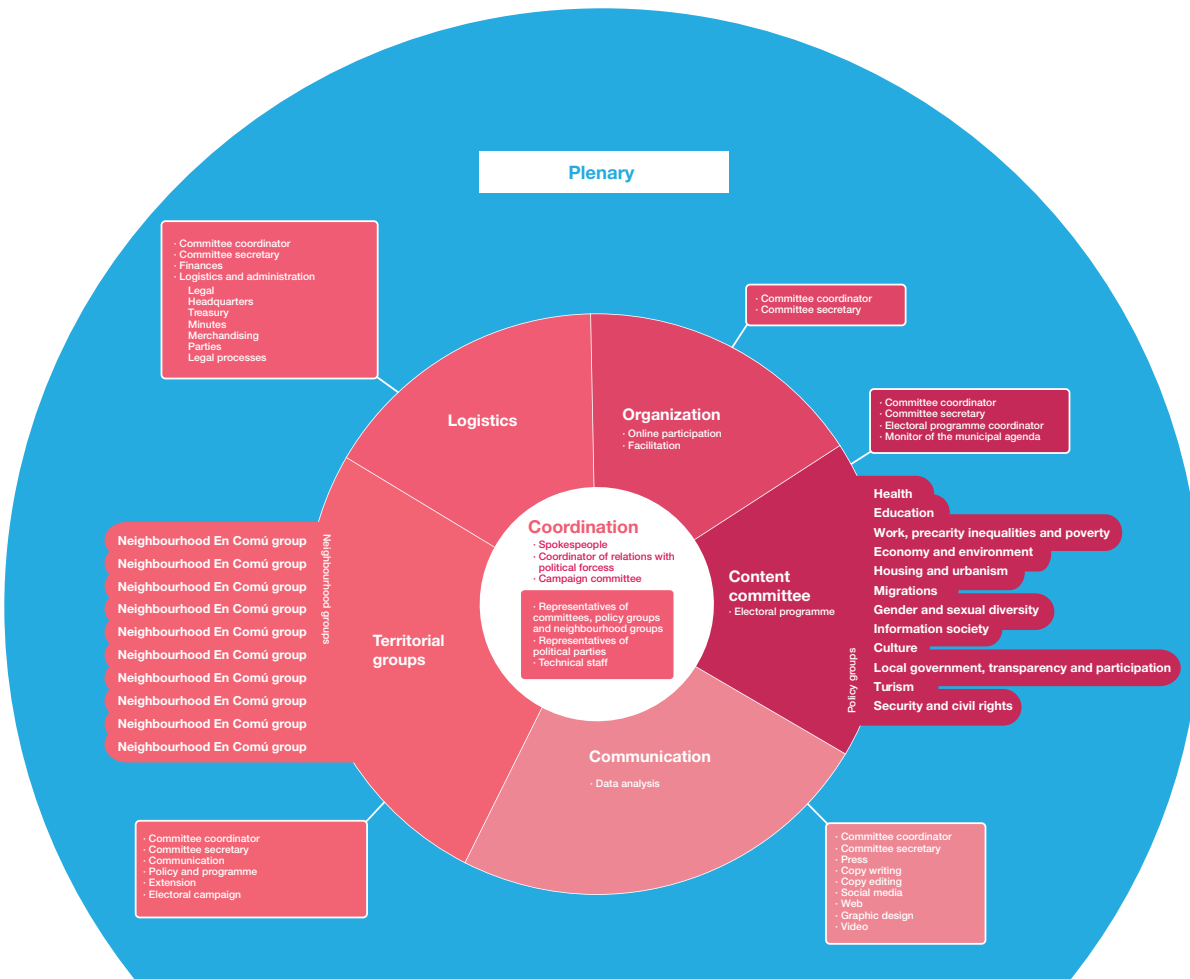 Plenary
· Committee coordinator
· Committee secretary
· Finances
· Logistics and administration
Legal
Headquarters
Treasury
Minutes
Merchandising
Parties
Legal processes
· Committee coordinator
· Committee secretary
Logistics
Organization
· Online participation
· Facilitation
· Committee coordinator
· Committee secretary
· Electoral programme coordinator
· Monitor of the municipal agenda
Neighbourhood En Comú group
Neighbourhood En Comú group
Neighbourhood En Comú group
Neighbourhood En Comú group
Neighbourhood En Comú group
Neighbourhood En Comú group
Neighbourhood En Comú group
Neighbourhood En Comú group
Neighbourhood En Comú group
Neighbourhood En Comú group
Neighbourhood groups
Territorial
groups
Coordination
· Spokespeople
· Coordinator of relations with
political forcess
· Campaign committee
· Representatives of
committees, policy groups
and neighbourhood groups
· Representatives of
political parties
· Technical staff
Content
committee
· Electoral programme
Policy groups
Health
Education
Work, precarity inequalities and poverty
Economy and environment
Housing and urbanism
Migrations
Gender and sexual diversity
Information society
Culture
Local government, transparency and participation
Turism
Security and civil rights
Communication
· Data analysis
· Committee coordinator
· Committee secretary
· Communication
· Policy and programme
· Extension
· Electoral campaign
· Committee coordinator
· Committee secretary
· Press
· Copy writing
· Copy editing
· Social media
· Web
· Graphic design
· Video